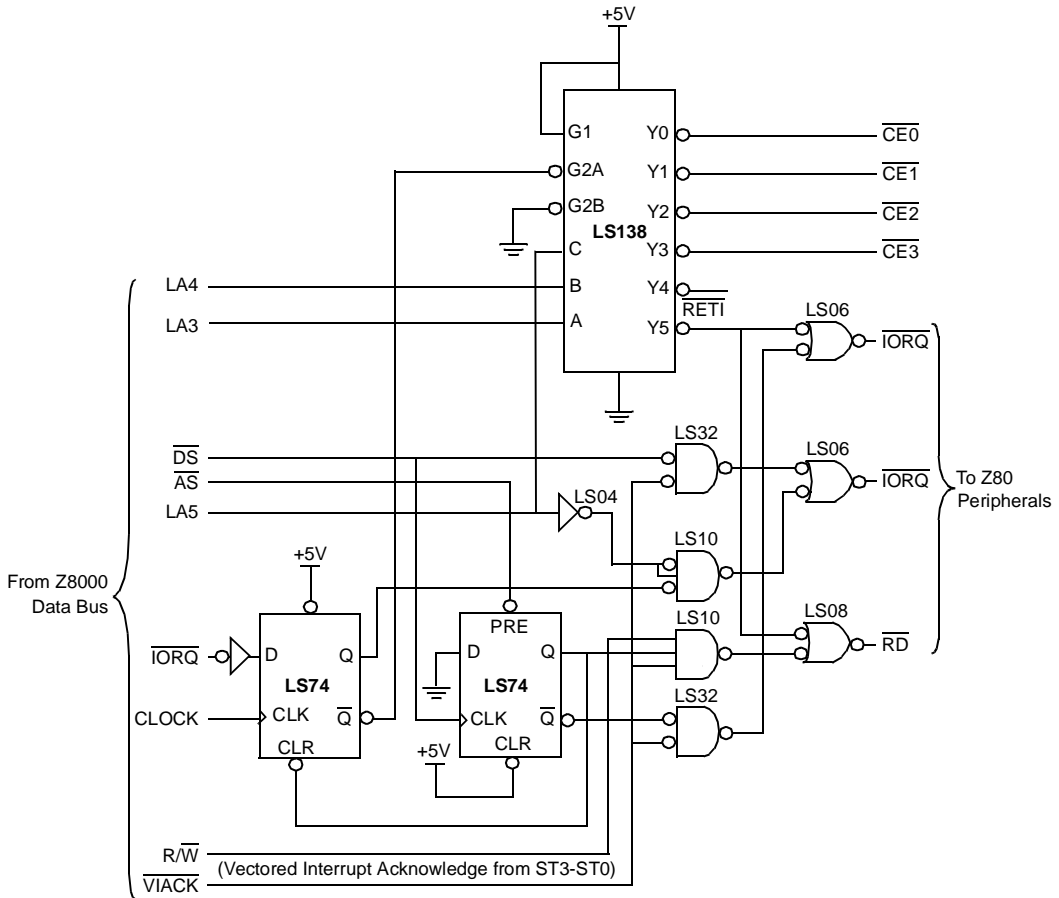 +5V
G1
Y0
CE0
G2A
Y1
CE1
G2B
Y2
CE2
LS138
C
Y3
CE3
LA4
B
Y4
RETI
LA3
A
Y5
LS06
IORQ
LS32
LS06
DS
AS
IORQ
To Z80
Peripherals
LA5
LS04
LS10
+5V
From Z8000
Data Bus
LS10
LS08
PRE
IORQ
D
Q
D
Q
RD
LS74
LS74
LS32
CLOCK
CLK
Q
CLK
Q
CLR
+5V
CLR
R/W
(Vectored Interrupt Acknowledge from ST3-ST0)
VIACK